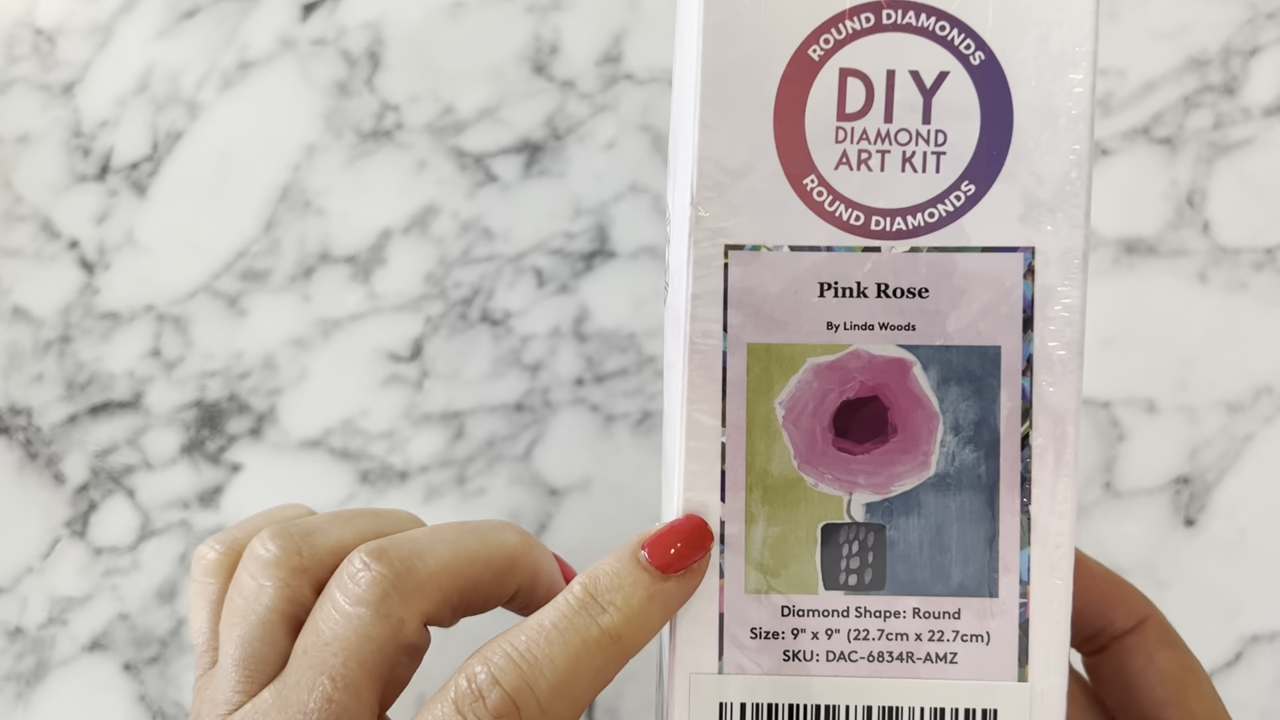 ROUND DIAMONDS
DIY
DIAMOND
ART KIT
ROUND DIAMONDS
Pink Rose
By Linda Woods
Diamond Shape: Round
Size: 9" x 9" (22.7cm x 22.7cm)
SKU: DAC-6834R-AMZ